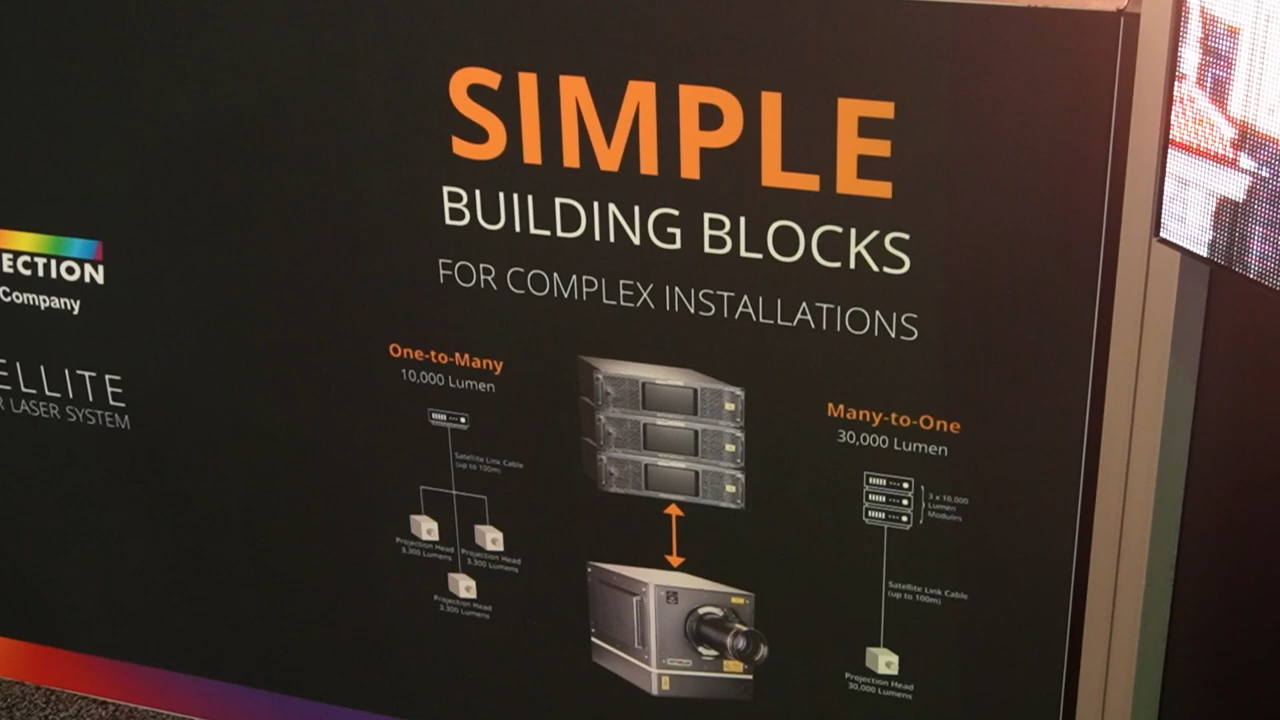 ECTION
Company
ELLITE
R LASER SYSTEM
SIMPLE
BUILDING BLOCKS
FOR COMPLEX INSTALLATIONS
One-to-Many
10,000 Lumen
Satellite Link Cable
(up to 100m)
Projection Head
3.300 Lumens
Projection Head
3.300 Lumens
Projection Head
3.300 Lumens
Many-to-One
30,000 Lumen
3 x 10.000
Lumen
Modules
Satellite Link Cable
(up to 100m)
Projection Head
30,000 Lumens